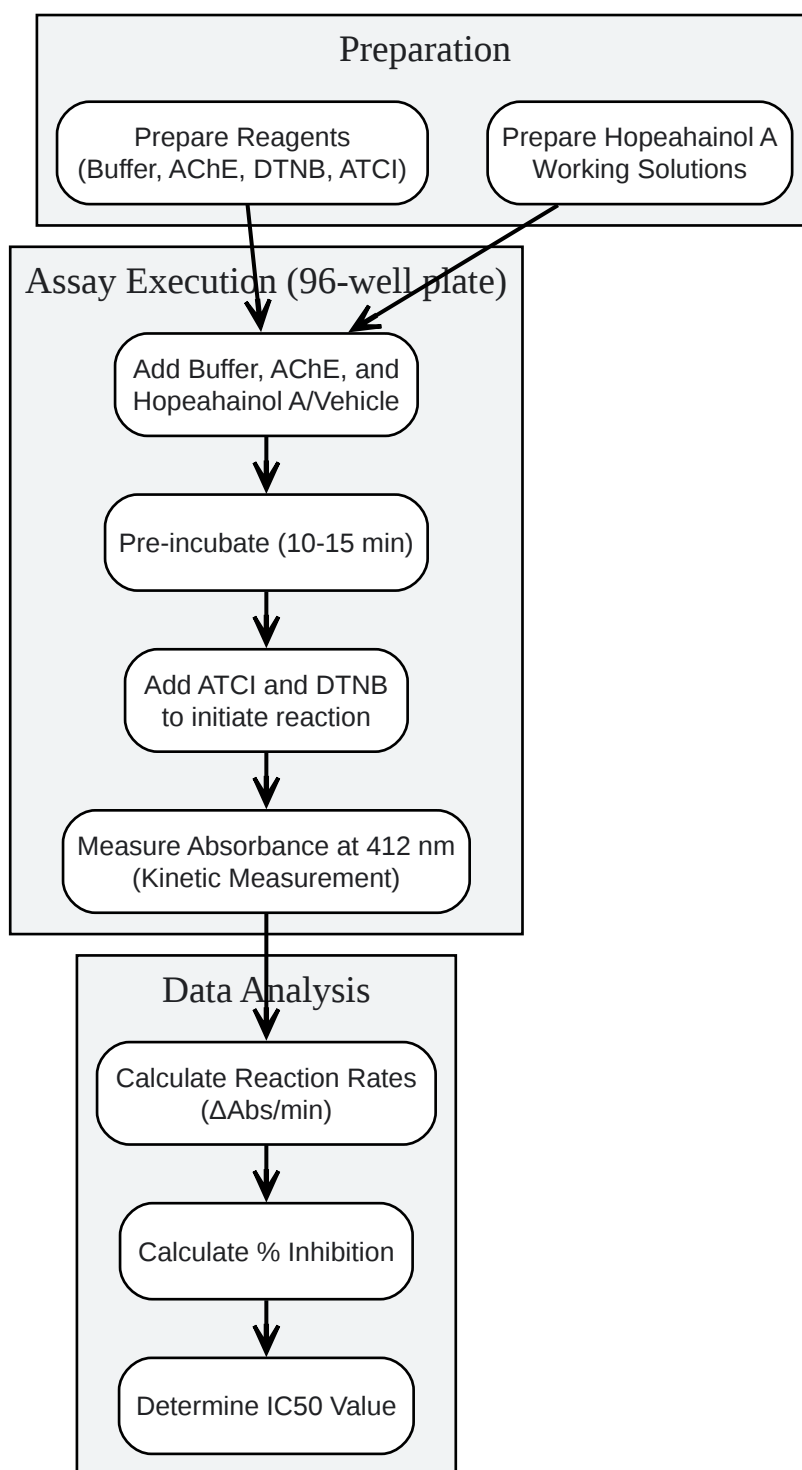 Preparation
Prepare Reagents
(Buffer, AChE, DTNB, ATCI)
Prepare Hopeahainol A
Working Solutions
Assay Execution (96-well plate)
Add Buffer, AChE, and
Hopeahainol A/Vehicle
Pre-incubate (10-15 min)
Add ATCI and DTNB
to initiate reaction
Measure Absorbance at 412 nm
(Kinetic Measurement)
Data Analysis
Calculate Reaction Rates
(ΔAbs/min)
Calculate % Inhibition
Determine IC50 Value